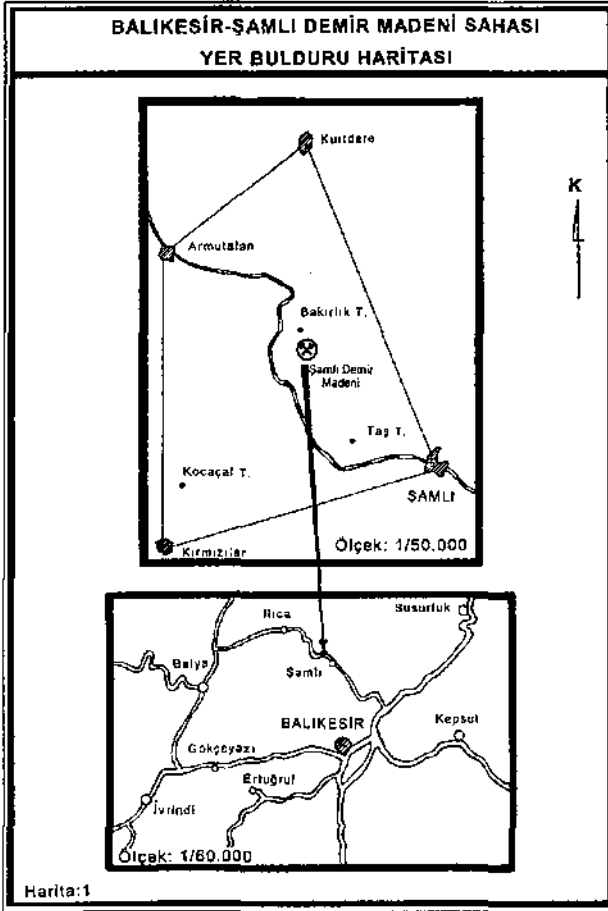 BALIKESİR-ŞAMLI DEMİR MADENİ SAHASI
YER BULDURU HARİTASI
K
Kurtdere
Armutalan
Bakırlık T.
Şamlı Demir
Madeni
Taş T.
ŞAMLI
Kocaçal T.
Kırmızılar
Ölçek: 1/50.000
Susurluk
Rıca
Balya
Şamlı
BALIKESİR
Kepsut
Gökçeyazı
Ertuğrul
İvrindi
Ölçek: 1/60.000
Harita:1